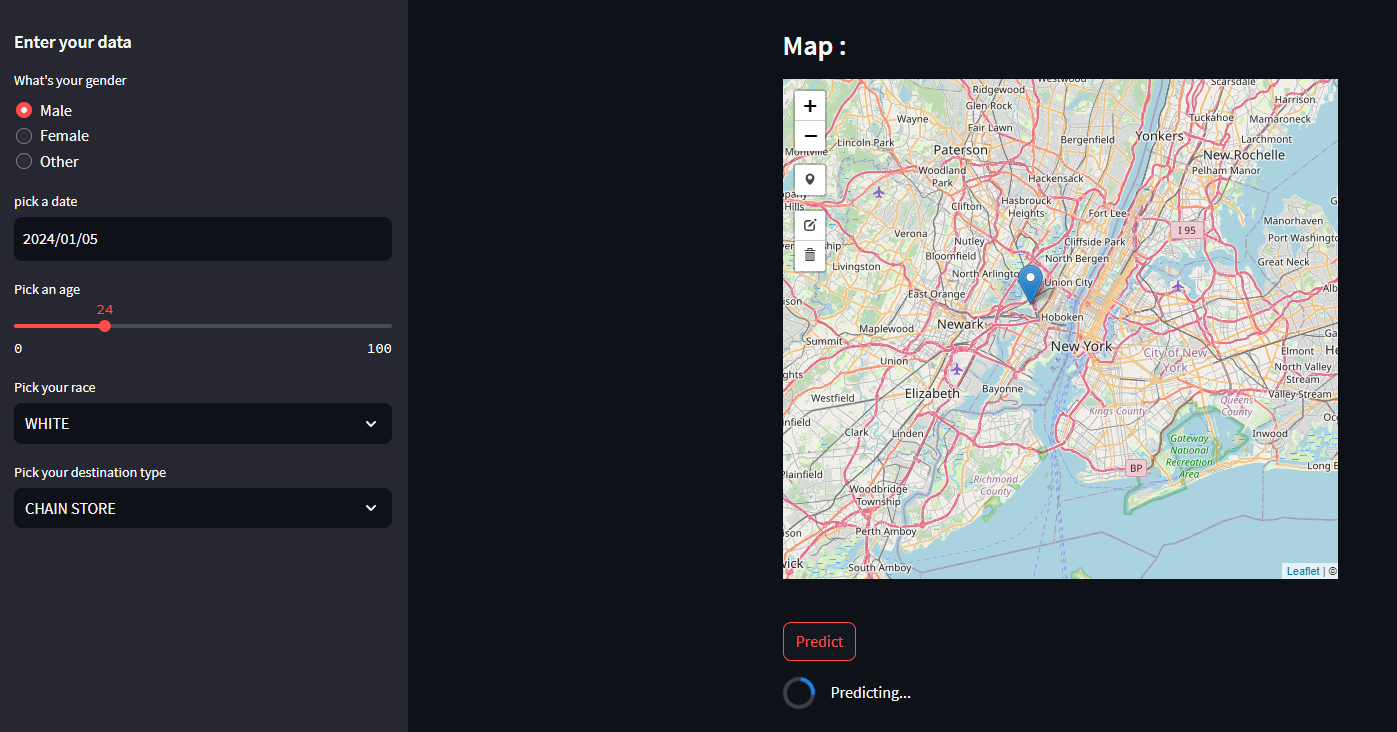 Enter your data
What's your gender
Male
Female
Other
pick a date
2024/01/05
Pick an age
24
0 100
Pick your race
WHITE
Pick your destination type
CHAIN STORE
Map :
+
−
Westwood
Scarsdale
Ridgewood
Glen Rock
Harrison
Wayne
Tuckahoe
Mamaroneck
Fair Lawn
Lincoln Park
Bergenfield
Yonkers
Larchmont
Montville
Paterson
New Rochelle
Woodland
Park
Pelham Manor
Hackensack
Hills
Clifton
Hasbrouck
Heights
Fort Lee
Manorhaven
I 95
Verona
Nutley
Cliffside Park
Port Washingto
Bloomfield
North Bergen
Great Neck
Livingston
North Arlingto
Union City
East Orange
Hoboken
Newark
Maplewood
Summit
New York
City of New
York
Elmont
Union
North Valley
Stream
Elizabeth
Bayonne
Valley Stream
Westfield
Queens
County
Kings County
Clark
Linden
Inwood
Gateway
National
Recreation
Area
BP
Long B
Plainfield
Richmond
County
Woodbridge
Township
Perth Amboy
wick
South Amboy
Leaflet | ©
Predict
Predicting...